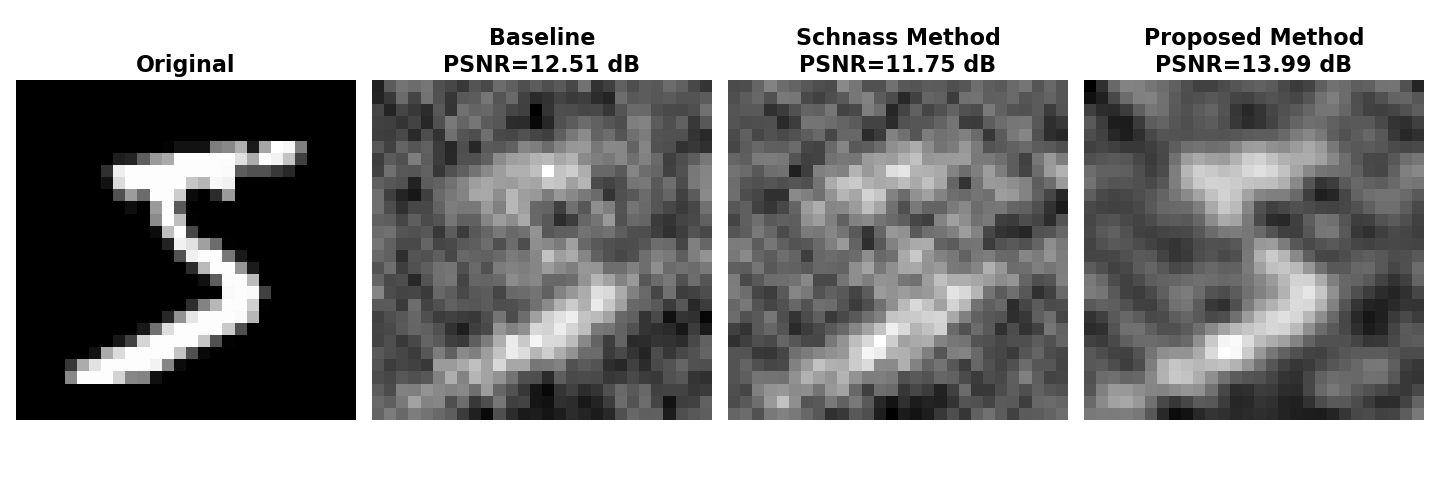 Original
Baseline
PSNR=12.51 dB
Schnass Method
PSNR=11.75 dB
Proposed Method
PSNR=13.99 dB